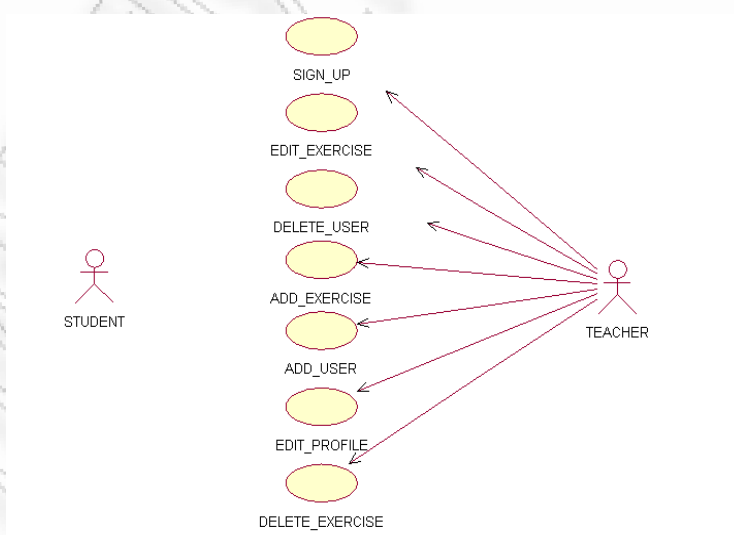 SIGN_UP
EDIT_EXERCISE
DELETE_USER
ADD_EXERCISE
STUDENT
TEACHER
ADD_USER
EDIT_PROFILE
DELETE_EXERCISE